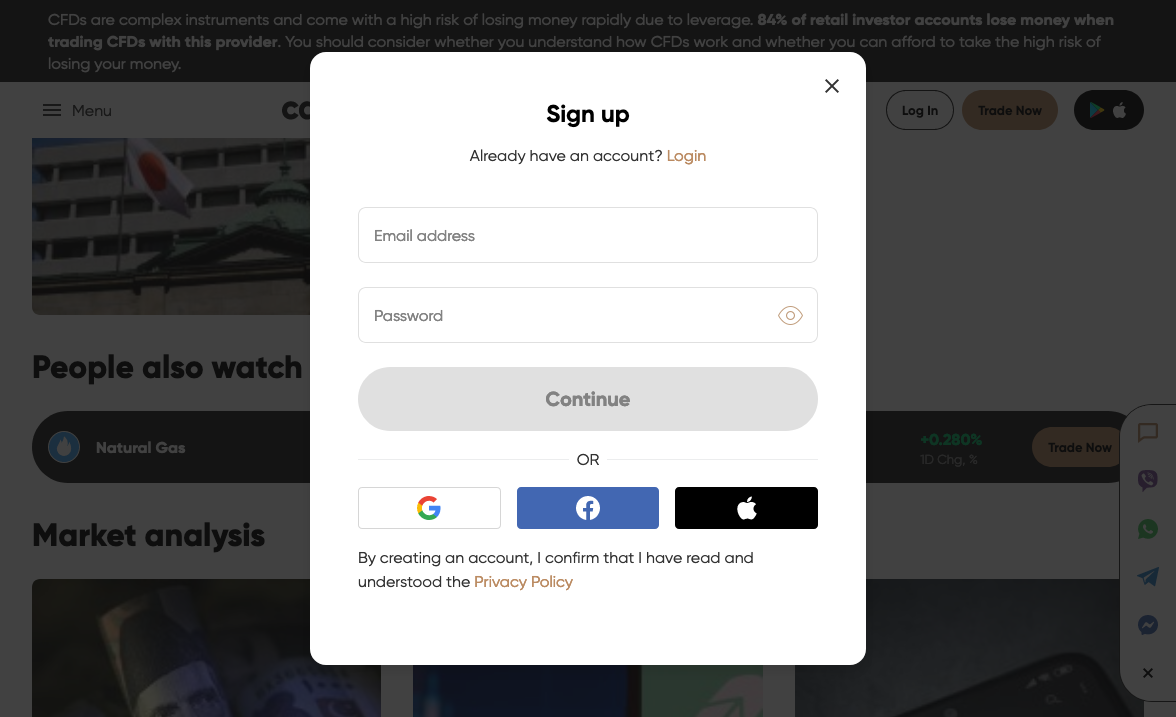 CFDs are complex instruments and come with a high risk of losing money rapidly due to leverage. 84% of retail investor accounts lose money when
trading CFDs with this provider. You should consider whether you understand how CFDs work and whether you can afford to take the high risk of
losing your money.
Menu
Log In
Trade Now
Sign up
Already have an account? Login
Email address
Password
Continue
OR
By creating an account, I confirm that I have read and
understood the Privacy Policy
People also watch
Natural Gas
+0.280%
1D Chg, %
Trade Now
Market analysis